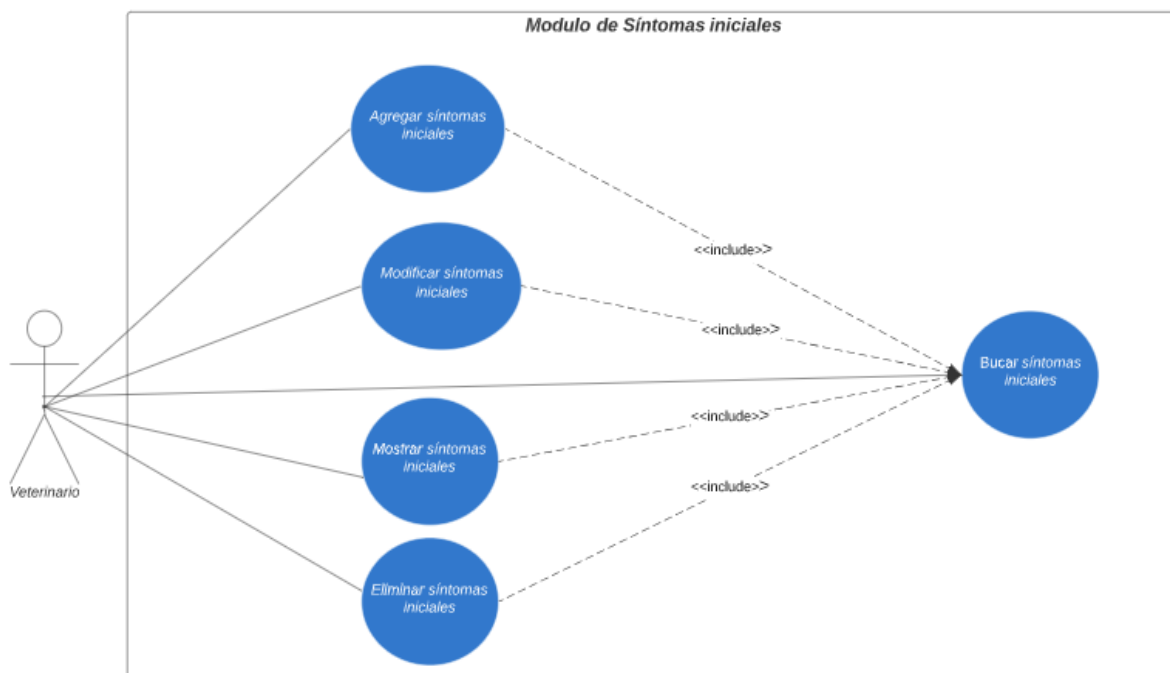 Modulo de Síntomas iniciales
Agregar síntomas
iniciales
<<include>>
Modificar síntomas
iniciales
<<include>>
Bucar síntomas
iniciales
<<include>>
Mostrar síntomas
iniciales
<<include>>
Veterinario
Eliminar síntomas
iniciales